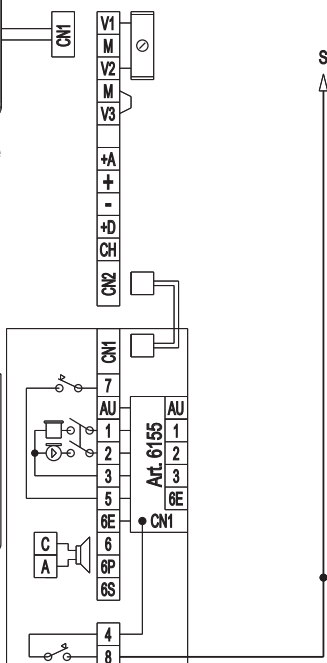 CN1
V1
M
V2
M
V3
+A
+
-
+D
CH
CN2
CN1
7
AU
1
2
3
5
6E
6
6P
6S
4
8
Art. 6155
AU
1
2
3
6E
CN1
C
A
S